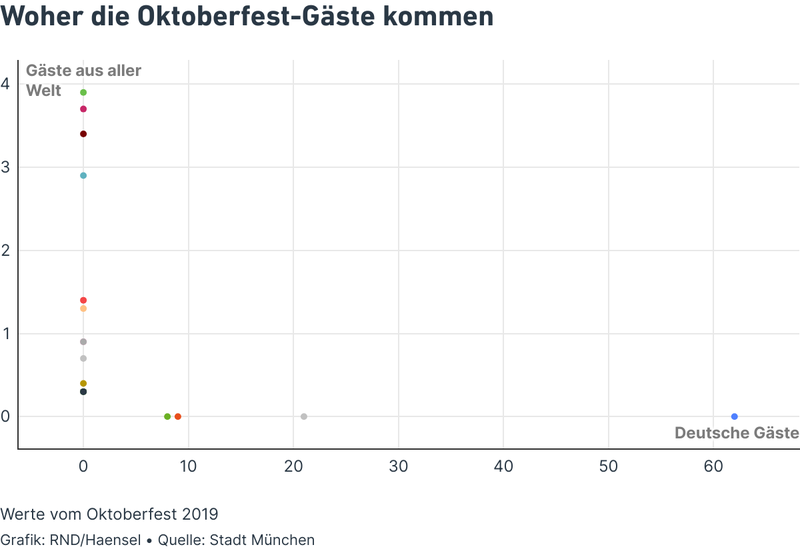 Woher die Oktoberfest-Gäste kommen
Gäste aus aller
Welt
4
3
2
1
0
Deutsche Gäste
0 10 20 30 40 50 60
Werte vom Oktoberfest 2019
Grafik: RND/Haensel • Quelle: Stadt München